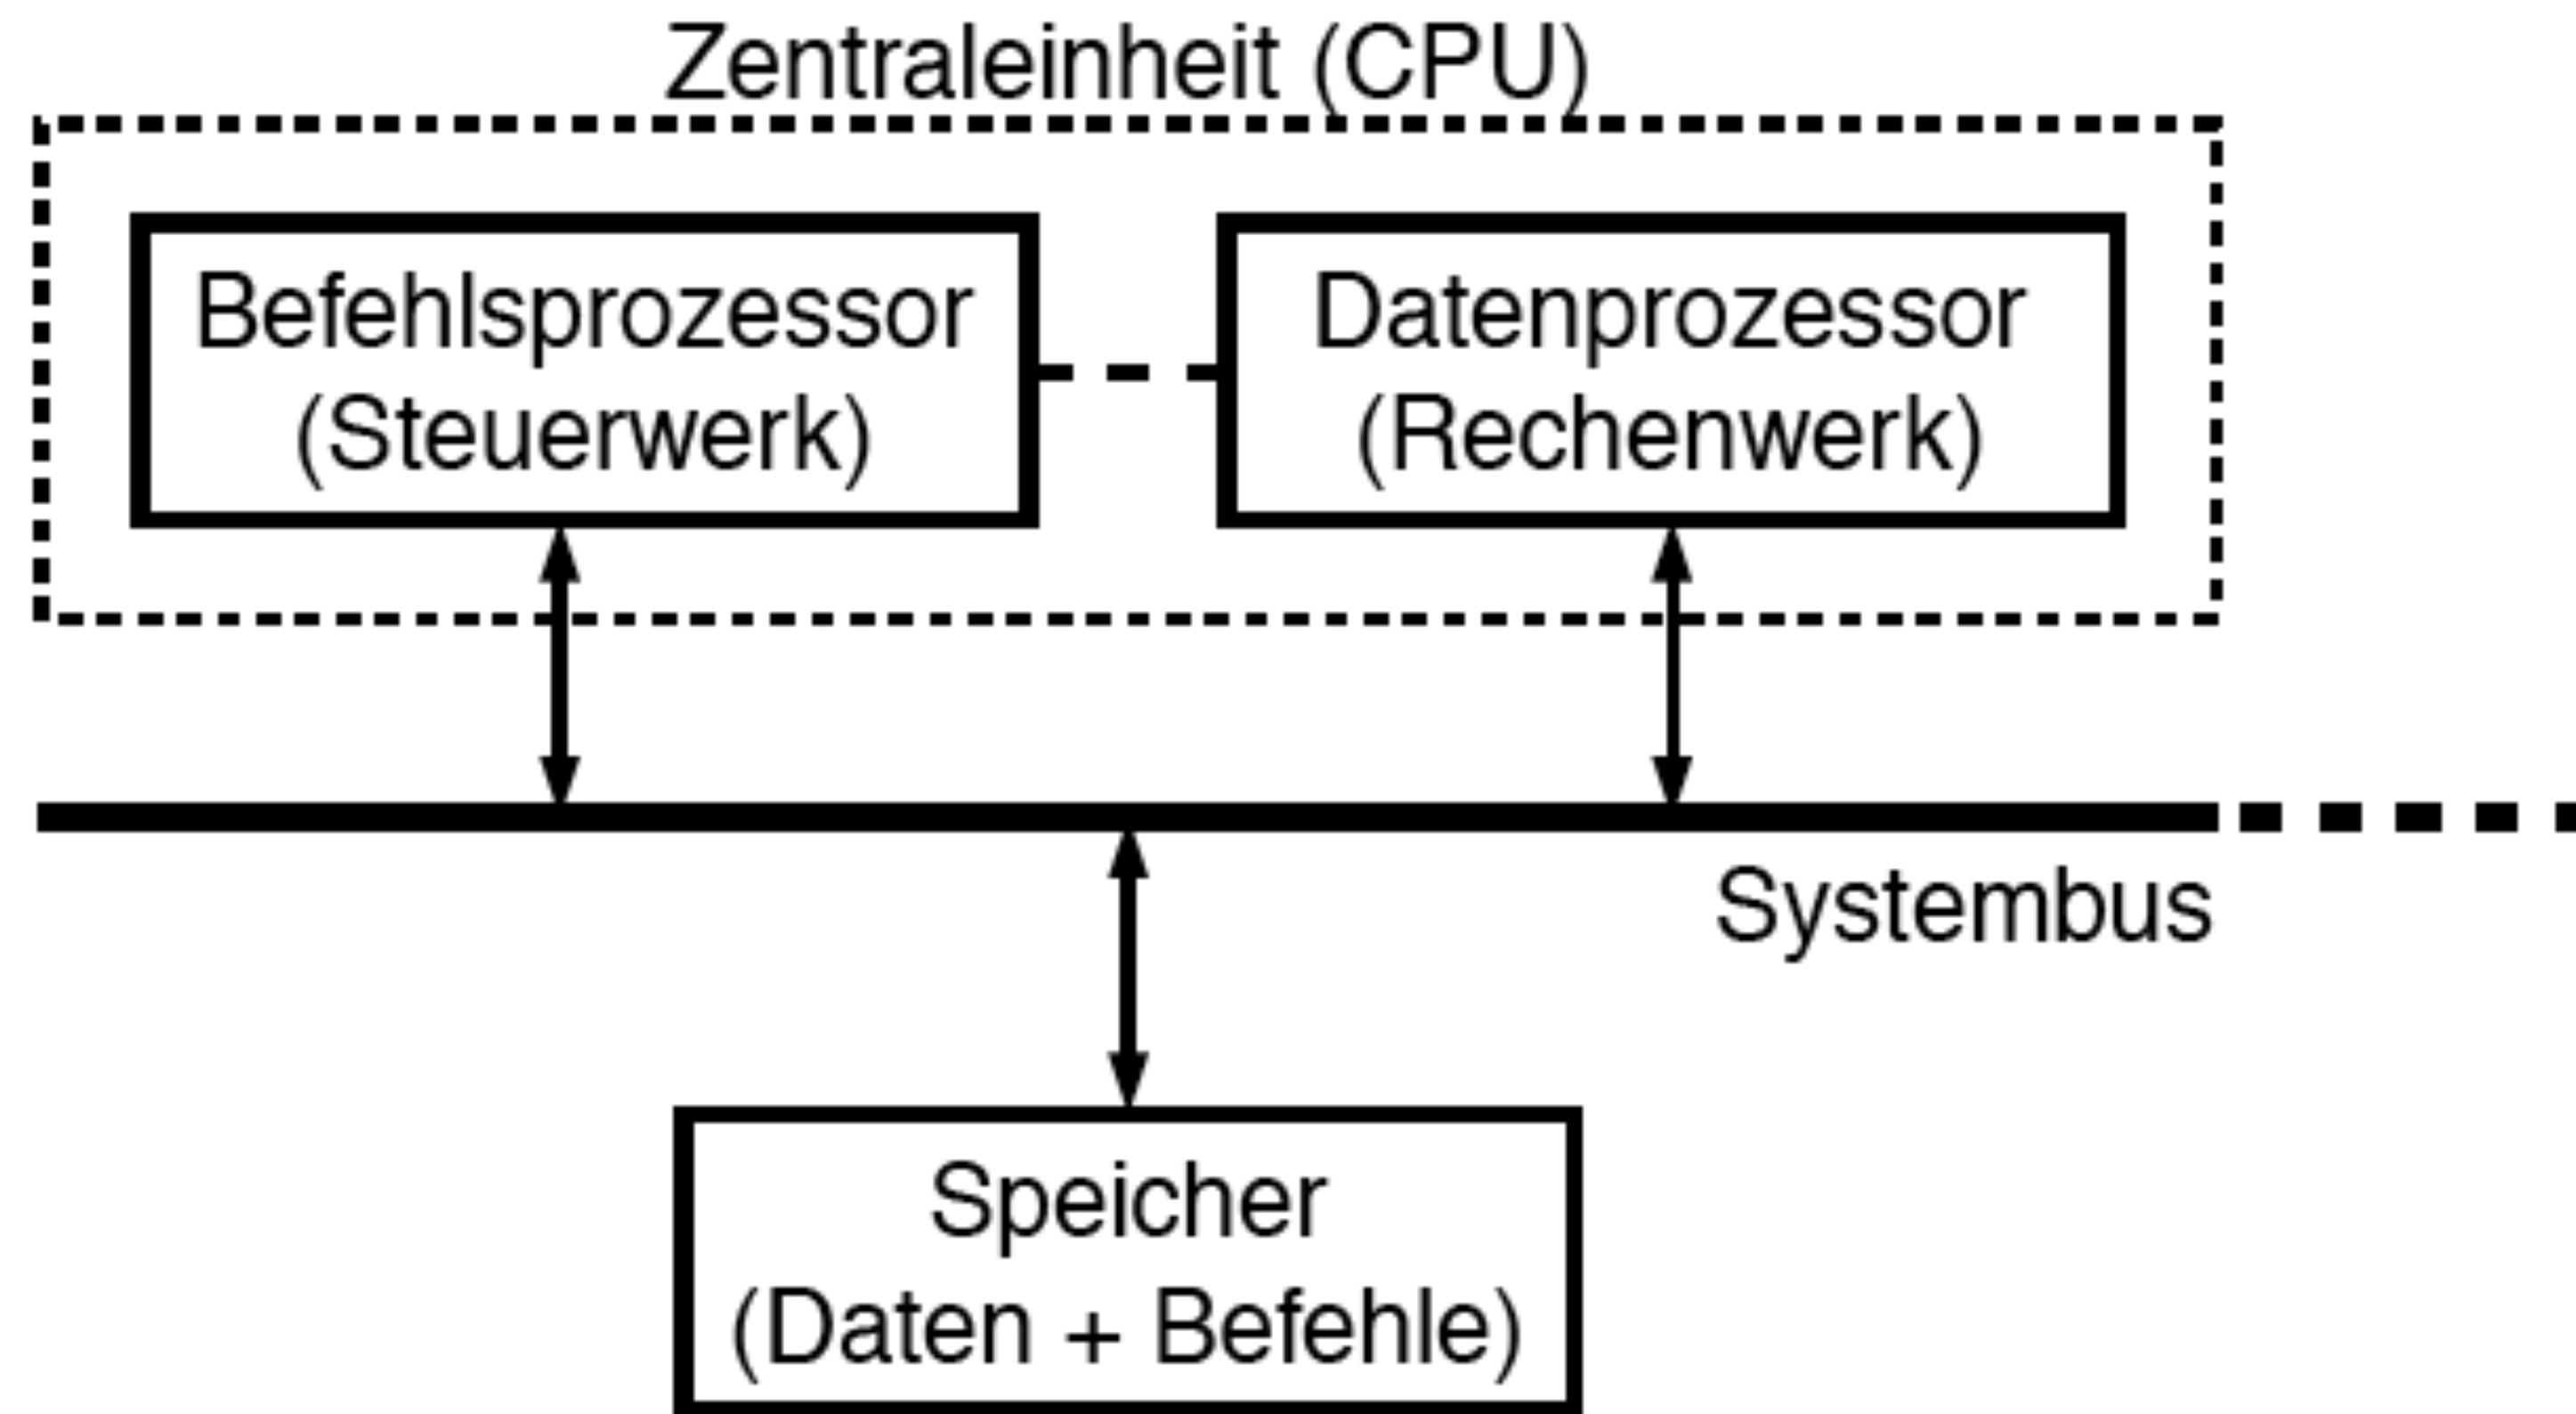 Zentraleinheit (CPU)
Befehlsprozessor
(Steuerwerk)
Datenprozessor
(Rechenwerk)
Systembus
Speicher
(Daten + Befehle)